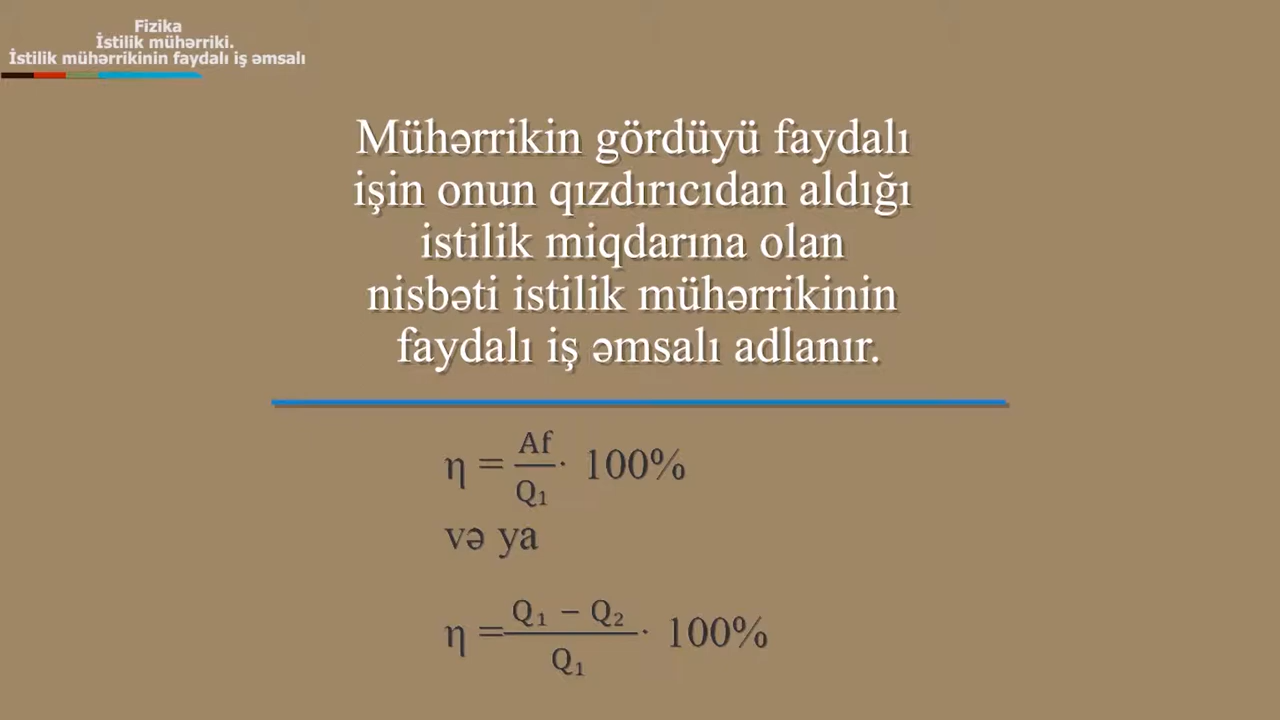 Fizika
İstilik mühərriki.
İstilik mühərrikinin faydalı iş əmsalı
Mühərrikin gördüyü faydalı
işin onun qızdırıcıdan aldığı
istilik miqdarına olan
nisbəti istilik mühərrikinin
faydalı iş əmsalı adlanır.
η = Af/Q₁ · 100%
və ya
η = (Q₁ − Q₂)/Q₁ · 100%